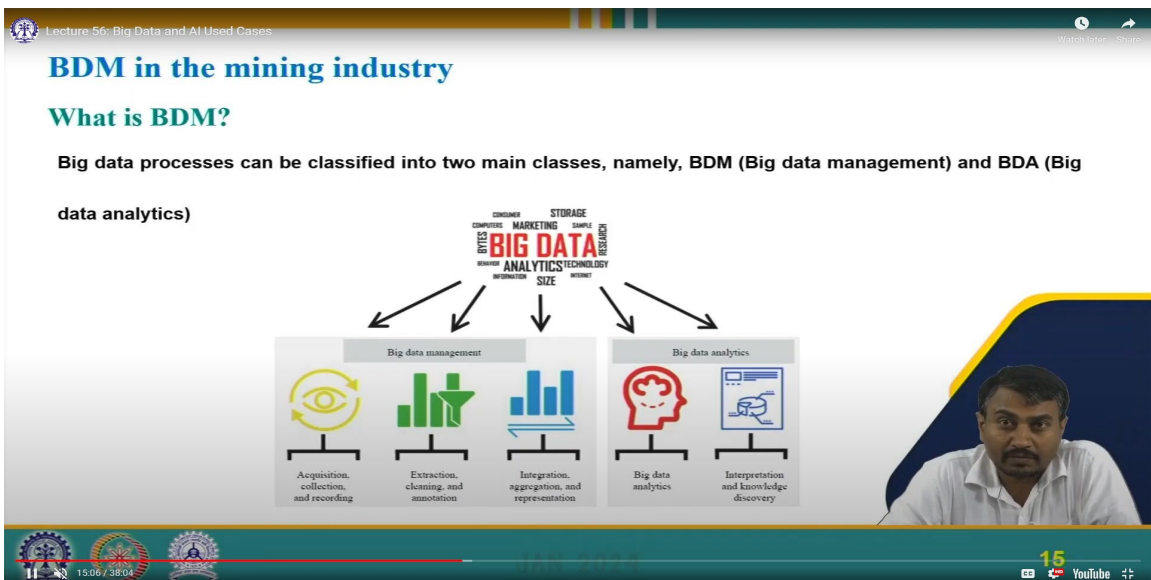 Lecture 56: Big Data and AI Used Cases
Watch later
Share
BDM in the mining industry
What is BDM?
Big data processes can be classified into two main classes, namely, BDM (Big data management) and BDA (Big
data analytics)
CONSUMER STORAGE
COMPUTERS MARKETING SAMPLE
BYTES BIG DATA RESEARCH
BEHAVIOR ANALYTICS TECHNOLOGY
INFORMATION SIZE INTERNET
Big data management
Big data analytics
Acquisition,
collection,
and recording
Extraction,
cleaning, and
annotation
Integration,
aggregation, and
representation
Big data
analytics
Interpretation
and knowledge
discovery
15
15:06 / 38:04
CC HD YouTube